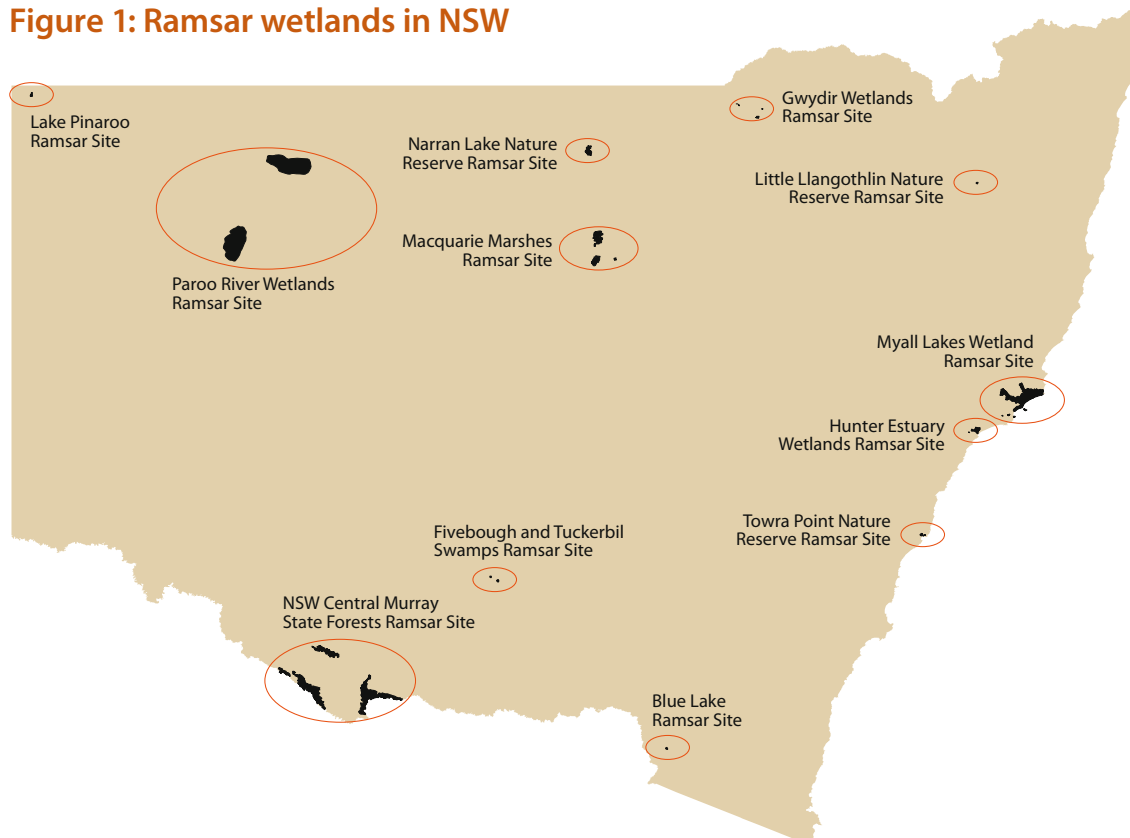 Figure 1: Ramsar wetlands in NSW
Lake Pinaroo
Ramsar Site
Paroo River Wetlands
Ramsar Site
Narran Lake Nature
Reserve Ramsar Site
Macquarie Marshes
Ramsar Site
Gwydir Wetlands
Ramsar Site
Little Llangothlin Nature
Reserve Ramsar Site
Myall Lakes Wetland
Ramsar Site
Hunter Estuary
Wetlands Ramsar Site
Towra Point Nature
Reserve Ramsar Site
Fivebough and Tuckerbil
Swamps Ramsar Site
NSW Central Murray
State Forests Ramsar Site
Blue Lake
Ramsar Site